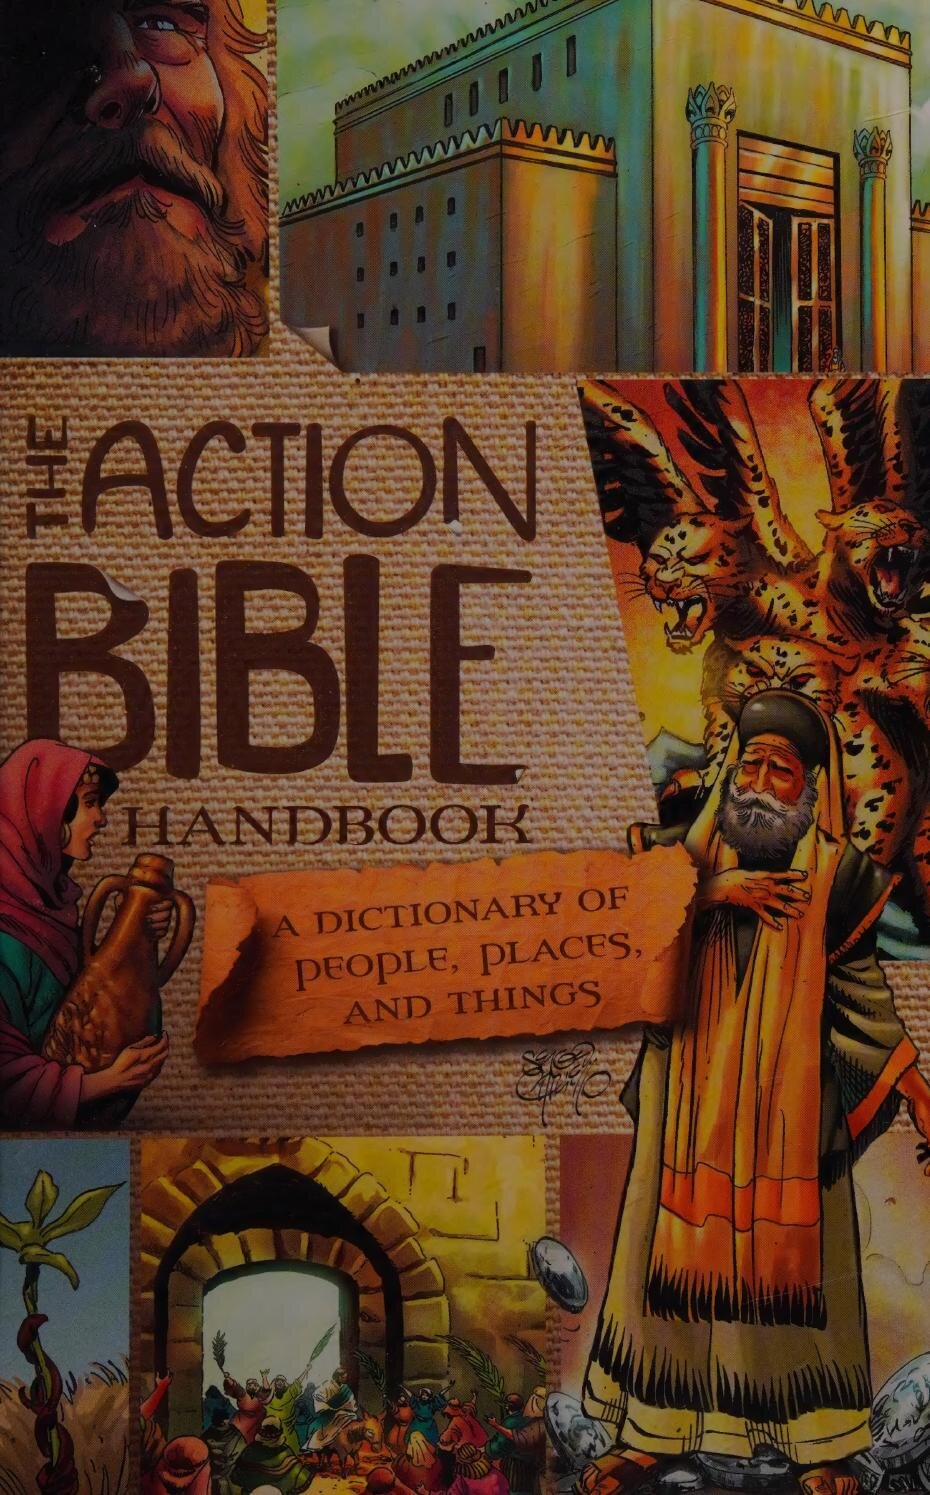 THE ACTION
BIBLE
HANDBOOK
A DICTIONARY OF
PEOPLE, PLACES,
AND THINGS